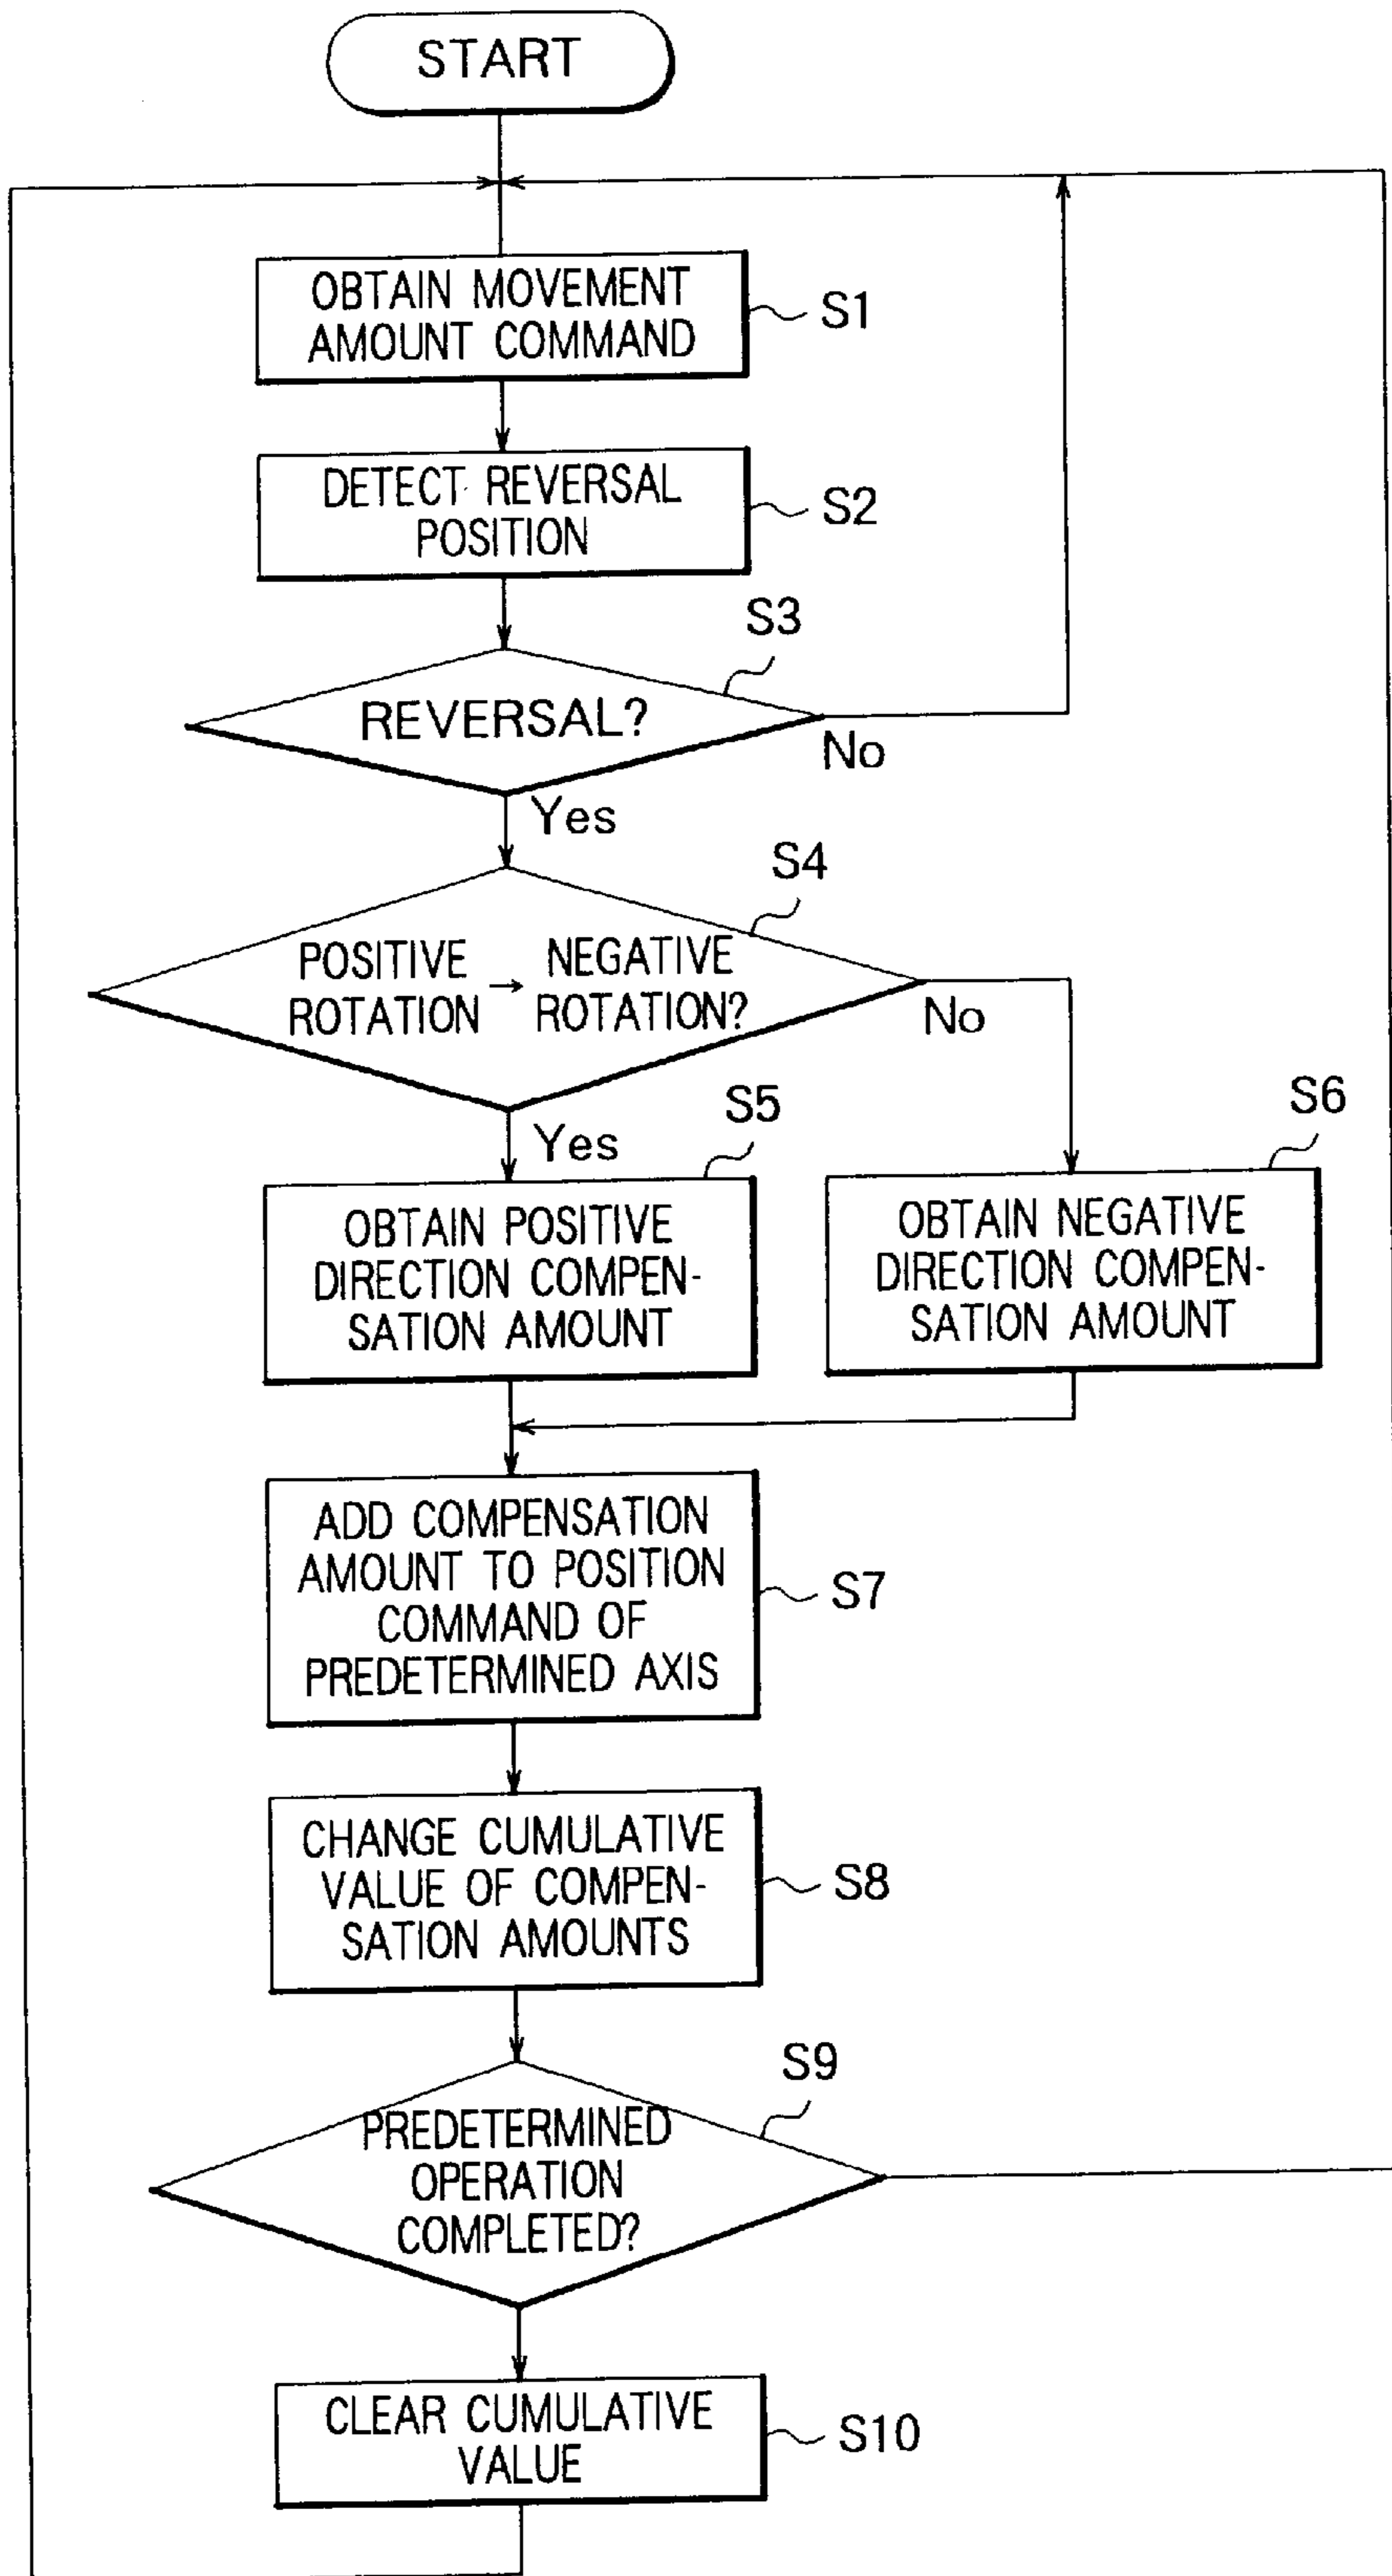 START
OBTAIN MOVEMENT
AMOUNT COMMAND
S1
DETECT REVERSAL
POSITION
S2
S3
REVERSAL?
No
Yes
S4
POSITIVE
ROTATION
→
NEGATIVE
ROTATION?
No
Yes
S5
S6
OBTAIN POSITIVE
DIRECTION COMPEN-
SATION AMOUNT
OBTAIN NEGATIVE
DIRECTION COMPEN-
SATION AMOUNT
ADD COMPENSATION
AMOUNT TO POSITION
COMMAND OF
PREDETERMINED AXIS
S7
CHANGE CUMULATIVE
VALUE OF COMPEN-
SATION AMOUNTS
S8
S9
PREDETERMINED
OPERATION
COMPLETED?
CLEAR CUMULATIVE
VALUE
S10